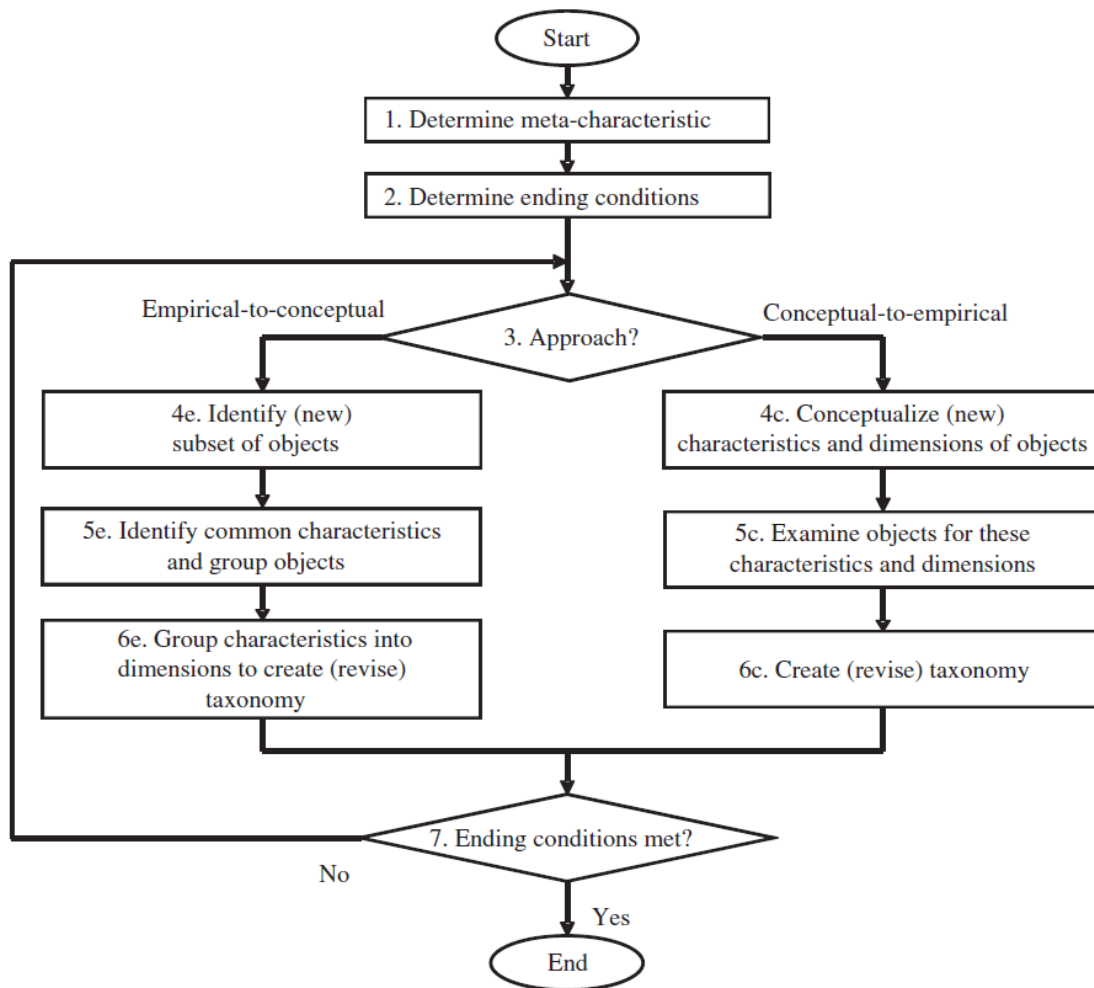 Start
1. Determine meta-characteristic
2. Determine ending conditions
Empirical-to-conceptual
Conceptual-to-empirical
3. Approach?
4e. Identify (new)
subset of objects
4c. Conceptualize (new)
characteristics and dimensions of objects
5e. Identify common characteristics
and group objects
5c. Examine objects for these
characteristics and dimensions
6e. Group characteristics into
dimensions to create (revise)
taxonomy
6c. Create (revise) taxonomy
7. Ending conditions met?
No
Yes
End